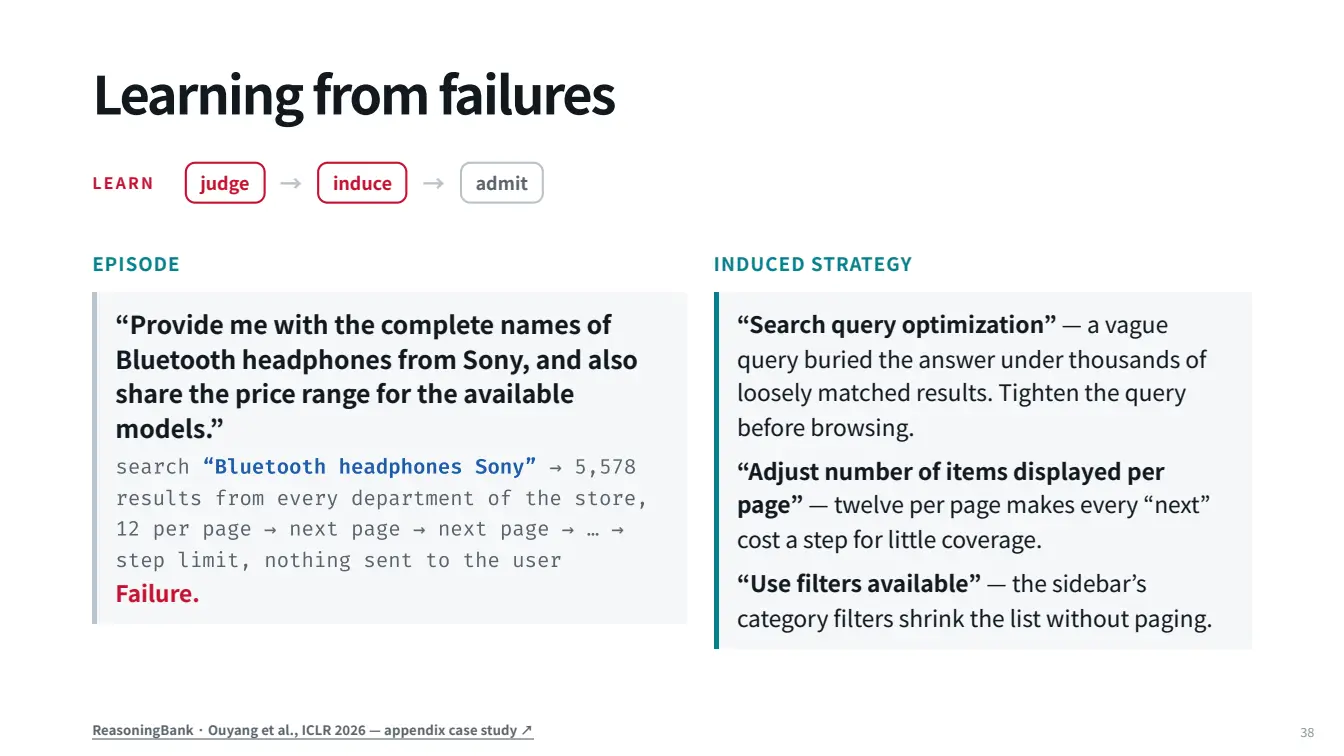 Learning from failures
LEARN judge → induce → admit
EPISODE
“Provide me with the complete names of
Bluetooth headphones from Sony, and also
share the price range for the available
models.”
search “Bluetooth headphones Sony” → 5,578
results from every department of the store,
12 per page → next page → next page → … →
step limit, nothing sent to the user
Failure.
INDUCED STRATEGY
“Search query optimization” — a vague
query buried the answer under thousands of
loosely matched results. Tighten the query
before browsing.
“Adjust number of items displayed per
page” — twelve per page makes every “next”
cost a step for little coverage.
“Use filters available” — the sidebar’s
category filters shrink the list without paging.
ReasoningBank · Ouyang et al., ICLR 2026 — appendix case study ↗
38